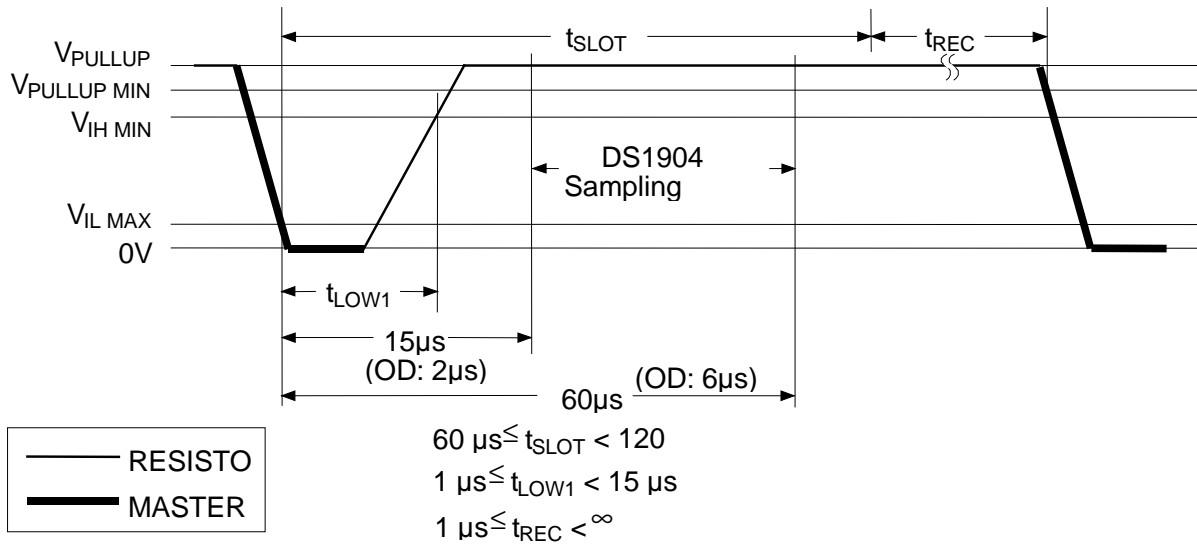 tSLOT
tREC
VPULLUP
VPULLUP MIN
VIH MIN
DS1904
Sampling
VIL MAX
0V
tLOW1
15µs
(OD: 2µs)
(OD: 6µs)
60µs
60 µs≤ tSLOT < 120
1 µs≤ tLOW1 < 15 µs
1 µs≤ tREC < ∞
RESISTO
MASTER